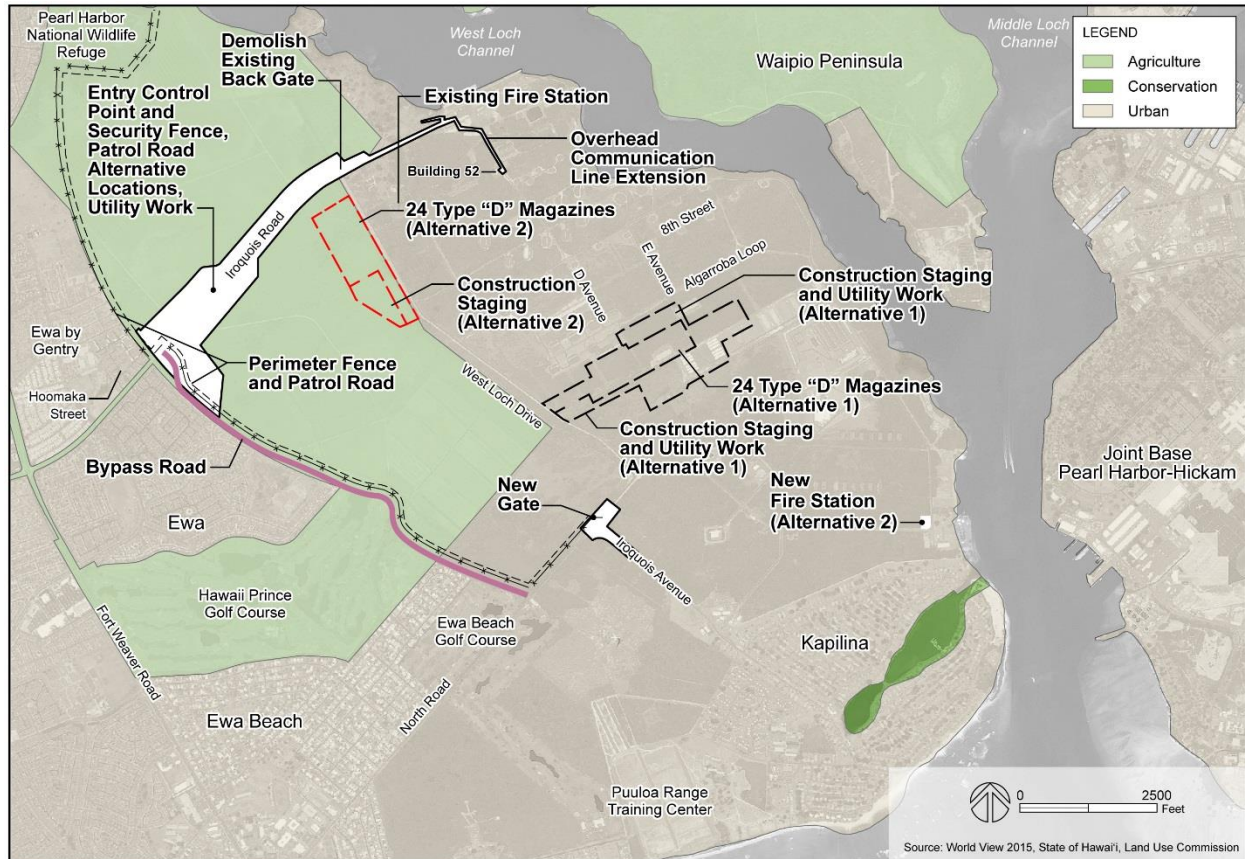 Pearl Harbor
National Wildlife
Refuge
Demolish
Existing
Back Gate
West Loch
Channel
Middle Loch
Channel
Waipio Peninsula
LEGEND
Agriculture
Conservation
Urban
Entry Control
Point and
Security Fence,
Patrol Road
Alternative
Locations,
Utility Work
Existing Fire Station
Overhead
Communication
Line Extension
Building 52
Iroquois Road
24 Type “D” Magazines
(Alternative 2)
8th Street
E Avenue
Algarroba Loop
D Avenue
Construction Staging
and Utility Work
(Alternative 1)
Construction
Staging
(Alternative 2)
Ewa by
Gentry
Hoomaka
Street
Perimeter Fence
and Patrol Road
West Loch Drive
24 Type “D” Magazines
(Alternative 1)
Construction Staging
and Utility Work
(Alternative 1)
Bypass Road
Ewa
New
Gate
Iroquois Avenue
New
Fire Station
(Alternative 2)
Joint Base
Pearl Harbor-Hickam
Hawaii Prince
Golf Course
Fort Weaver Road
Ewa Beach
Golf Course
Kapilina
Ewa Beach
North Road
Puuloa Range
Training Center
0
2500
Feet
Source: World View 2015, State of Hawai‘i, Land Use Commission